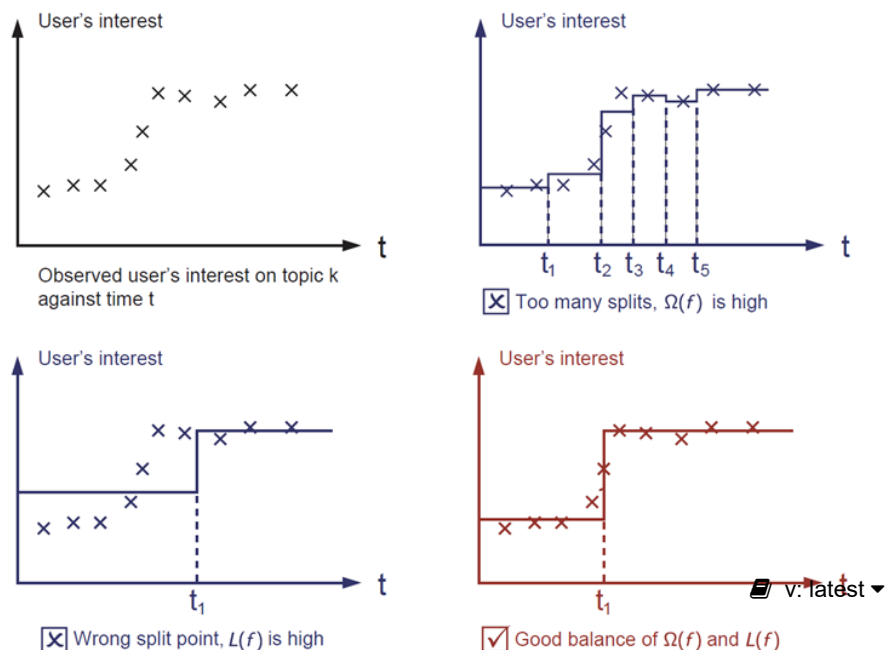 User's interest
t
Observed user's interest on topic k
against time t
User's interest
t
t₁ t₂ t₃ t₄ t₅
Too many splits, Ω(f) is high
User's interest
t
t₁
Wrong split point, L(f) is high
User's interest
t
t₁
v: latest
Good balance of Ω(f) and L(f)